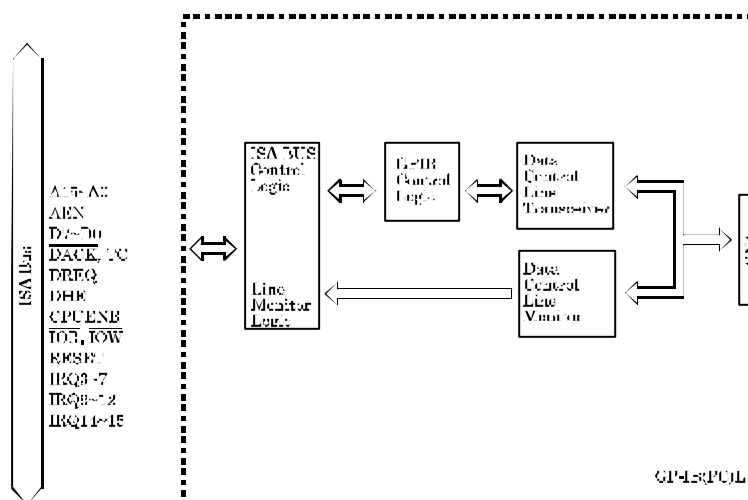 ISA Bus
A15~A0
AEN
D7~D0
DACK, TC
DREQ
CPUENB
IOR, IOW
RESET
IRQ3~7
IRQ9~12
IRQ14~15
ISA BUS
Control
Logic
Line
Monitor
Logic
GPIB
Control
Logic
Data
Control
Line
Transceiver
Data
Control
Line
Monitor
GP-IB(PC)L